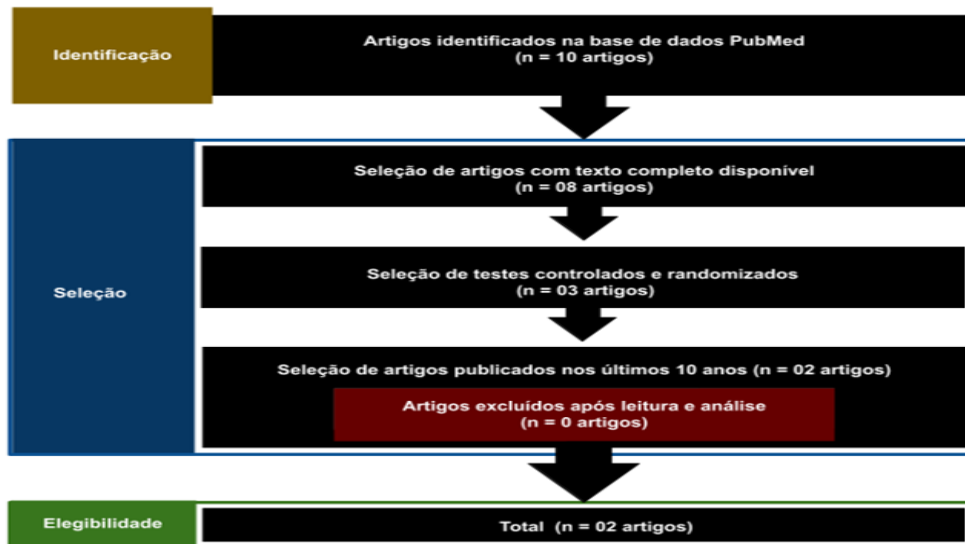 Identificação
Artigos identificados na base de dados PubMed
(n = 10 artigos)
Seleção
Seleção de artigos com texto completo disponível
(n = 08 artigos)
Seleção de testes controlados e randomizados
(n = 03 artigos)
Seleção de artigos publicados nos últimos 10 anos (n = 02 artigos)
Artigos excluídos após leitura e análise
(n = 0 artigos)
Elegibilidade
Total (n = 02 artigos)